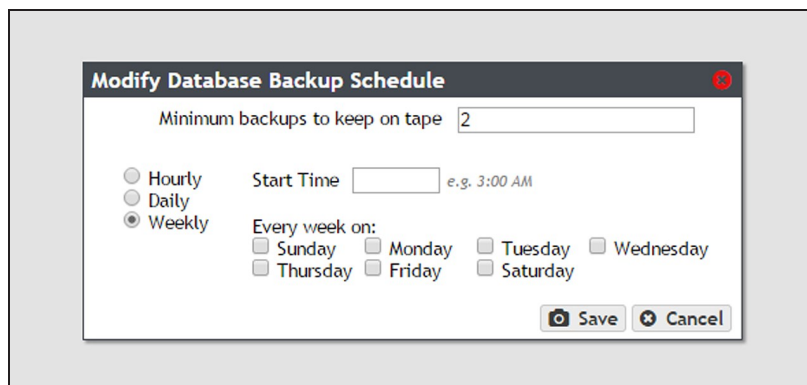 Modify Database Backup Schedule
Minimum backups to keep on tape 2
Hourly Start Time e.g. 3:00 AM
Daily
Weekly Every week on:
Sunday Monday Tuesday Wednesday
Thursday Friday Saturday
Save Cancel